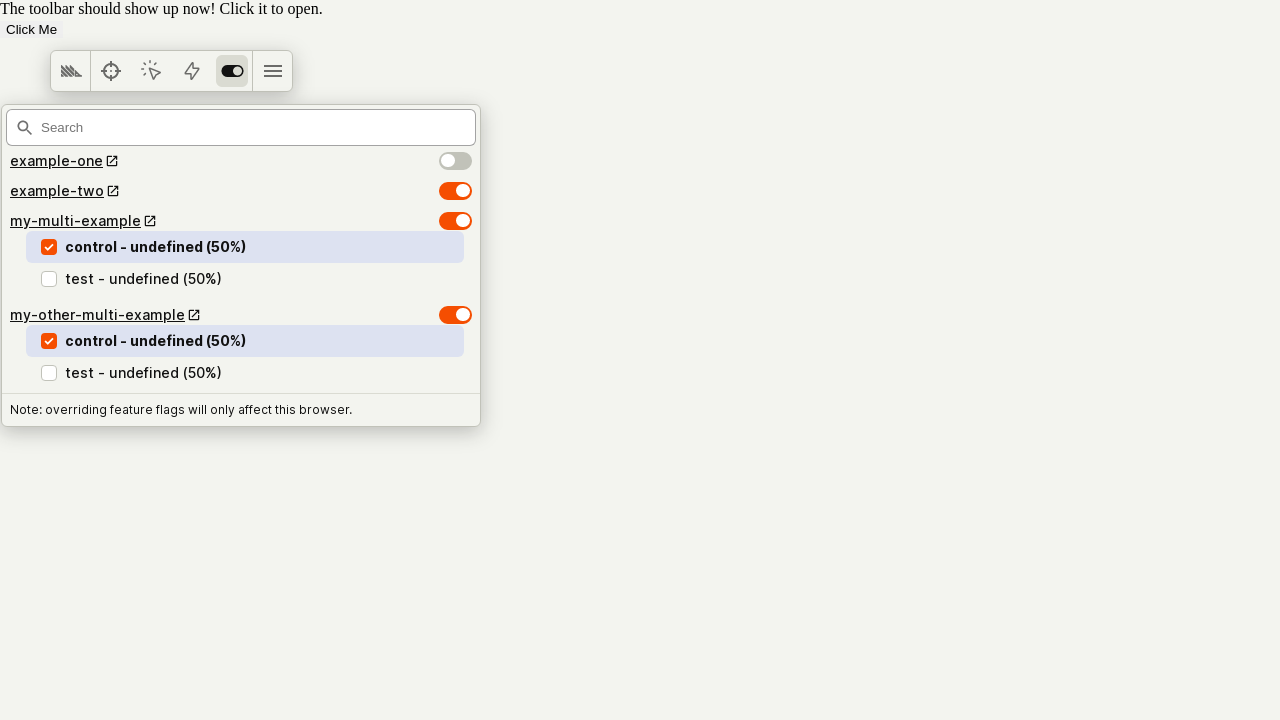 The toolbar should show up now! Click it to open.
Click Me
Search
example-one
example-two
my-multi-example
control - undefined (50%)
test - undefined (50%)
my-other-multi-example
control - undefined (50%)
test - undefined (50%)
Note: overriding feature flags will only affect this browser.